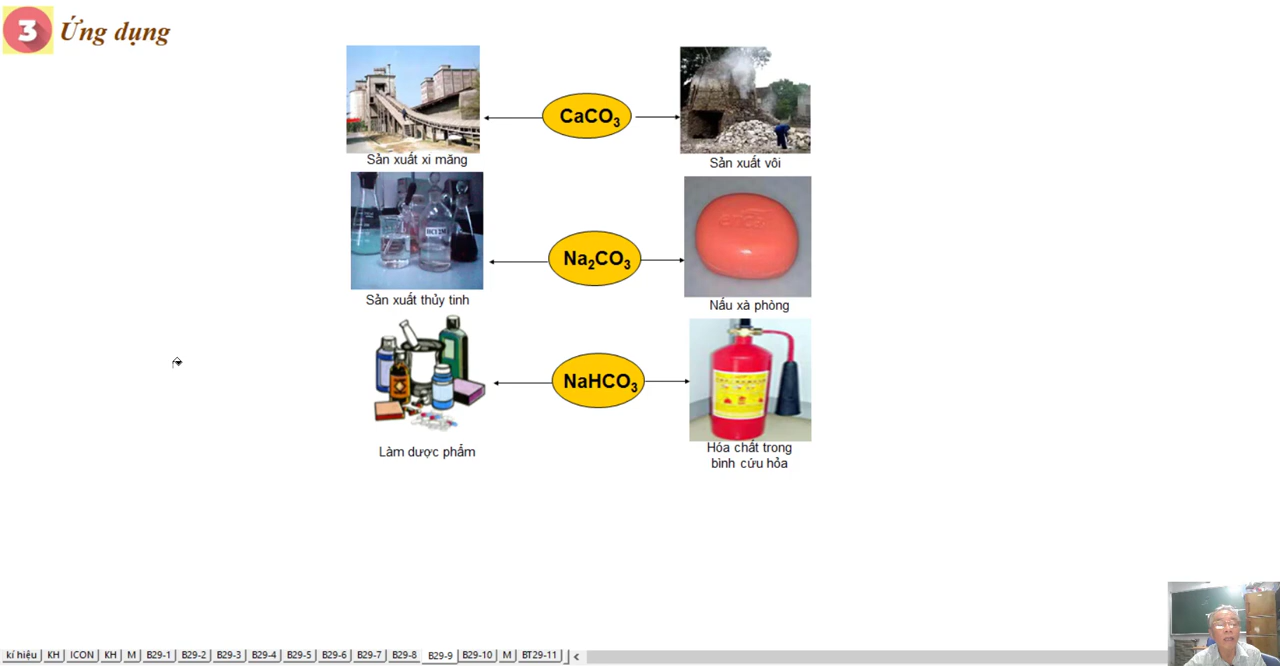 3 Ứng dụng
CaCO₃
Sản xuất xi măng
Sản xuất vôi
HCl 1M
Na₂CO₃
Sản xuất thủy tinh
Nấu xà phòng
NaHCO₃
Làm dược phẩm
Hóa chất trong
bình cứu hỏa
kí hiệu KH ICON KH M B29-1 B29-2 B29-3 B29-4 B29-5 B29-6 B29-7 B29-8 B29-9 B29-10 M BT29-11 <